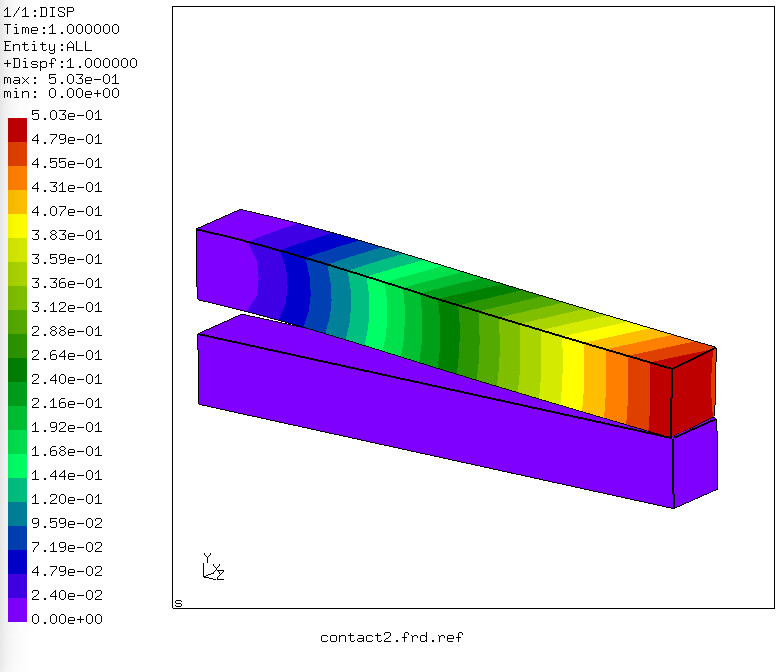 1/1:DISP
Time:1.000000
Entity:ALL
+Dispf:1.000000
max: 5.03e-01
min: 0.00e+00
5.03e-01
4.79e-01
4.55e-01
4.31e-01
4.07e-01
3.83e-01
3.59e-01
3.36e-01
3.12e-01
2.88e-01
2.64e-01
2.40e-01
2.16e-01
1.92e-01
1.68e-01
1.44e-01
1.20e-01
9.59e-02
7.19e-02
4.79e-02
2.40e-02
0.00e+00
Y
X
Z
S
contact2.frd.ref